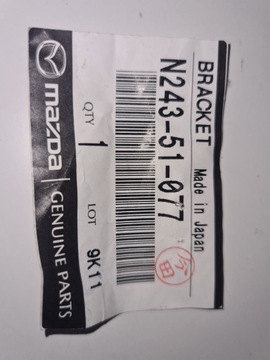 BRACKET
Made in Japan
N243-51-077
QTY
1
LOT
9K11
mazda
GENUINE PARTS